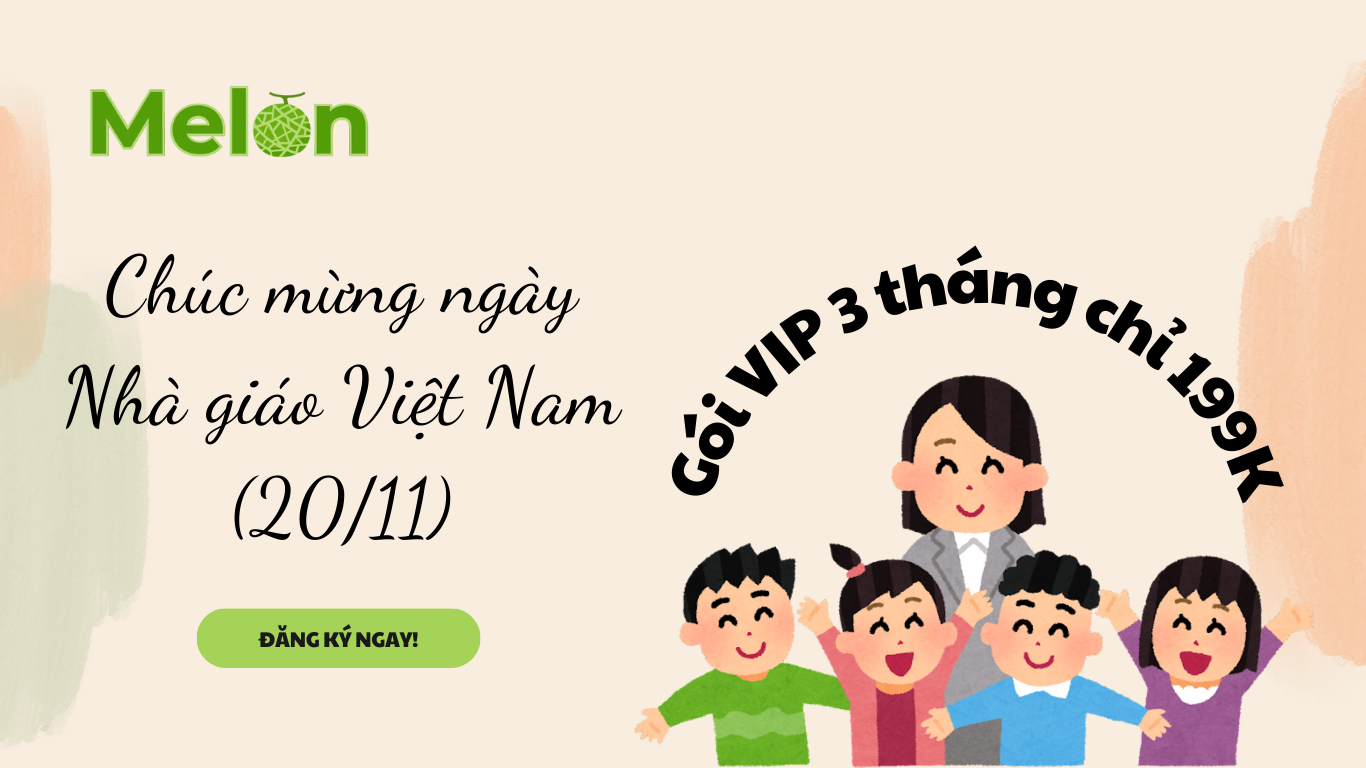 Melon
Chúc mừng ngày
Nhà giáo Việt Nam
(20/11)
ĐĂNG KÝ NGAY!
Gói VIP 3 tháng chỉ 199K